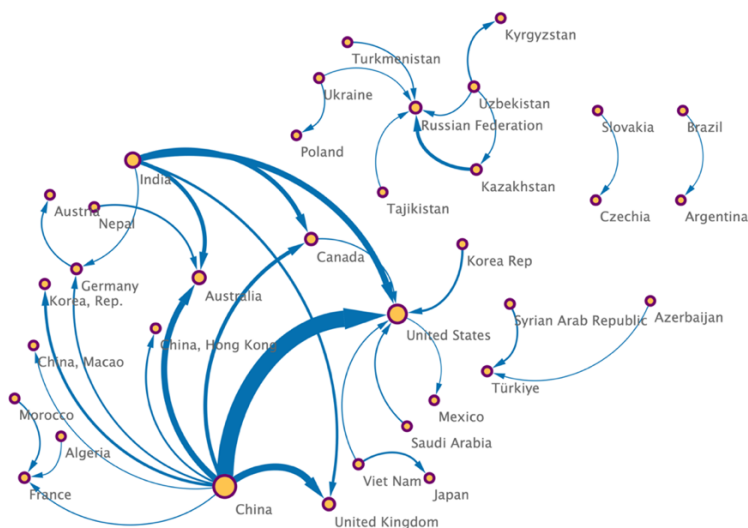 Kyrgyzstan
Turkmenistan
Ukraine
Uzbekistan
Russian Federation
Slovakia
Brazil
Poland
India
Kazakhstan
Austria
Nepal
Tajikistan
Czechia
Argentina
Canada
Korea Rep
Germany
Australia
Korea, Rep.
Syrian Arab Republic
Azerbaijan
United States
China, Hong Kong
China, Macao
Türkiye
Morocco
Mexico
Algeria
Saudi Arabia
Viet Nam
Japan
France
China
United Kingdom